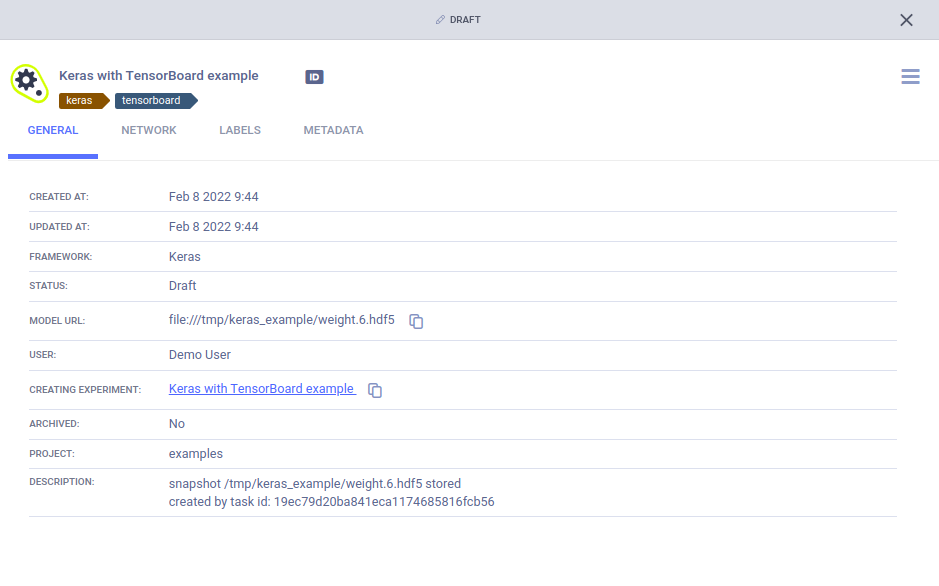 DRAFT
Keras with TensorBoard example ID
keras tensorboard
GENERAL NETWORK LABELS METADATA
CREATED AT: Feb 8 2022 9:44
UPDATED AT: Feb 8 2022 9:44
FRAMEWORK: Keras
STATUS: Draft
MODEL URL: file:///tmp/keras_example/weight.6.hdf5
USER: Demo User
CREATING EXPERIMENT: Keras with TensorBoard example
ARCHIVED: No
PROJECT: examples
DESCRIPTION: snapshot /tmp/keras_example/weight.6.hdf5 stored
created by task id: 19ec79d20ba841eca1174685816fcb56